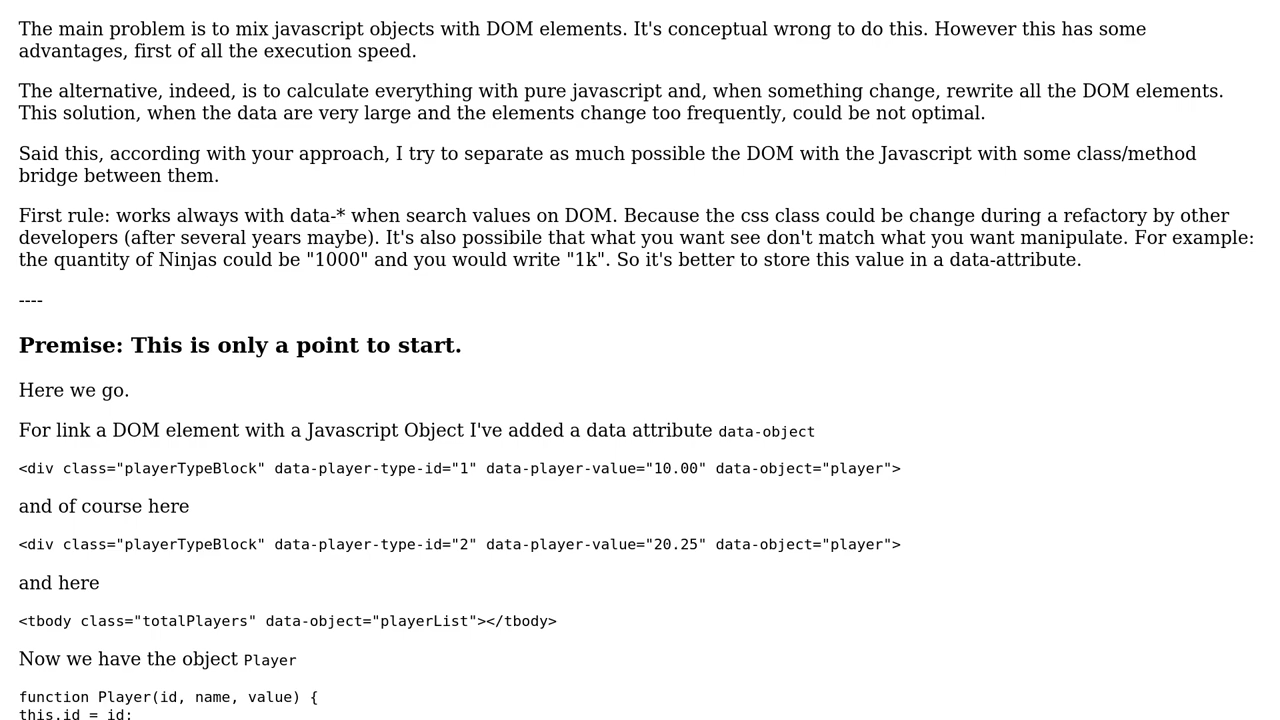 The main problem is to mix javascript objects with DOM elements. It's conceptual wrong to do this. However this has some
advantages, first of all the execution speed.
The alternative, indeed, is to calculate everything with pure javascript and, when something change, rewrite all the DOM elements.
This solution, when the data are very large and the elements change too frequently, could be not optimal.
Said this, according with your approach, I try to separate as much possible the DOM with the Javascript with some class/method
bridge between them.
First rule: works always with data-* when search values on DOM. Because the css class could be change during a refactory by other
developers (after several years maybe). It's also possibile that what you want see don't match what you want manipulate. For example:
the quantity of Ninjas could be "1000" and you would write "1k". So it's better to store this value in a data-attribute.
----
Premise: This is only a point to start.
Here we go.
For link a DOM element with a Javascript Object I've added a data attribute data-object
<div class="playerTypeBlock" data-player-type-id="1" data-player-value="10.00" data-object="player">
and of course here
<div class="playerTypeBlock" data-player-type-id="2" data-player-value="20.25" data-object="player">
and here
<tbody class="totalPlayers" data-object="playerList"></tbody>
Now we have the object Player
function Player(id, name, value) {
this.id = id;